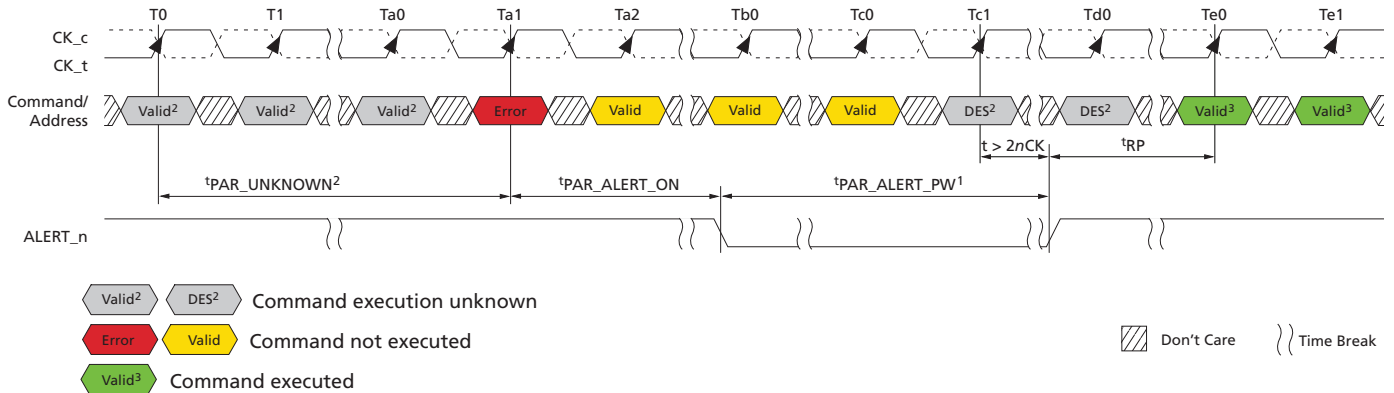 T0 T1 Ta0 Ta1 Ta2 Tb0 Tc0 Tc1 Td0 Te0 Te1
CK_c
CK_t
Command/
Address
Valid² Valid² Valid² Error Valid Valid Valid DES² DES² Valid³ Valid³
t > 2nCK tRP
tPAR_UNKNOWN² tPAR_ALERT_ON tPAR_ALERT_PW¹
ALERT_n
Valid² DES² Command execution unknown
Error Valid Command not executed
Don't Care Time Break
Valid³ Command executed